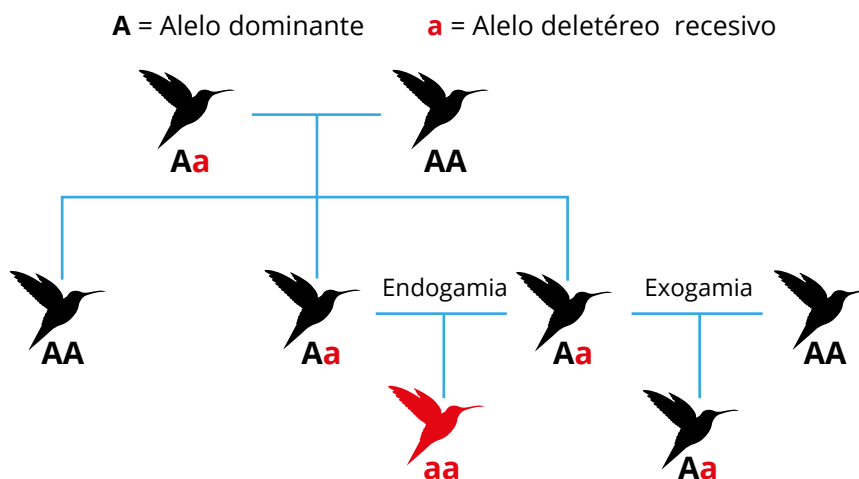 A = Alelo dominante
a = Alelo deletéreo recesivo
Aa
AA
Endogamia
Exogamia
AA
Aa
Aa
AA
aa
Aa